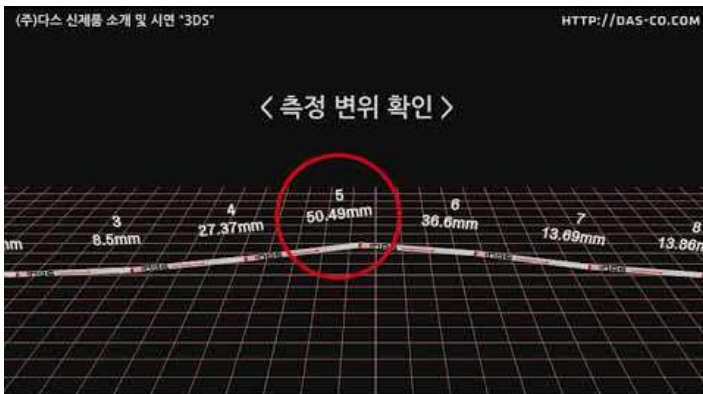 (주)다스 신제품 소개 및 시연 "3DS"
HTTP://DAS-CO.COM
< 측정 변위 확인 >
3
8.5mm
4
27.37mm
5
50.49mm
6
36.6mm
7
13.69mm
8
13.86m